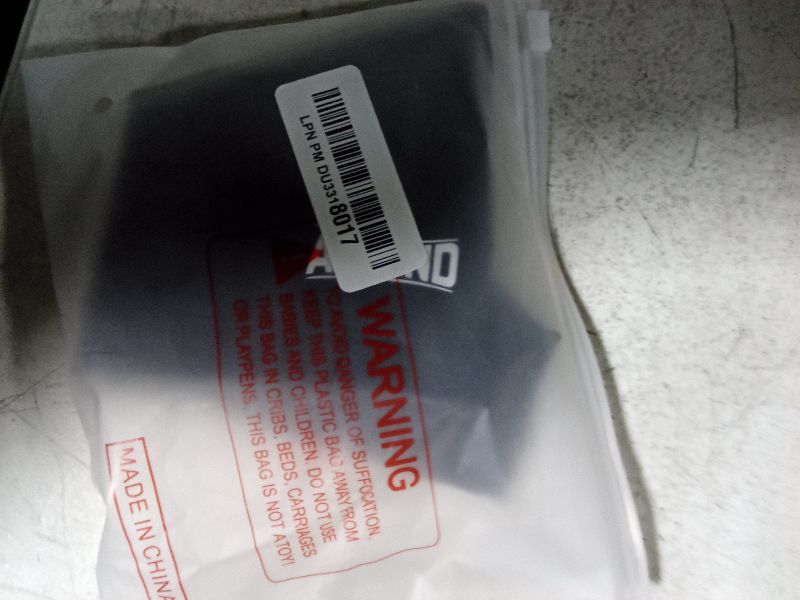 LPN PM DU3318017
WARNING
TO AVOID DANGER OF SUFFOCATION,
KEEP THIS PLASTIC BAG AWAY FROM
BABIES AND CHILDREN. DO NOT USE
THIS BAG IN CRIBS, BEDS, CARRIAGES
OR PLAYPENS. THIS BAG IS NOT A TOY!
MADE IN CHINA